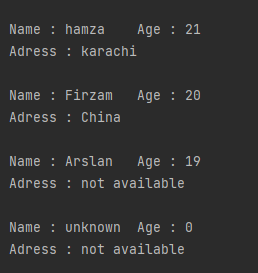 Name : hamza    Age : 21
Adress : karachi
Name : Firzam   Age : 20
Adress : China
Name : Arslan   Age : 19
Adress : not available
Name : unknown  Age : 0
Adress : not available